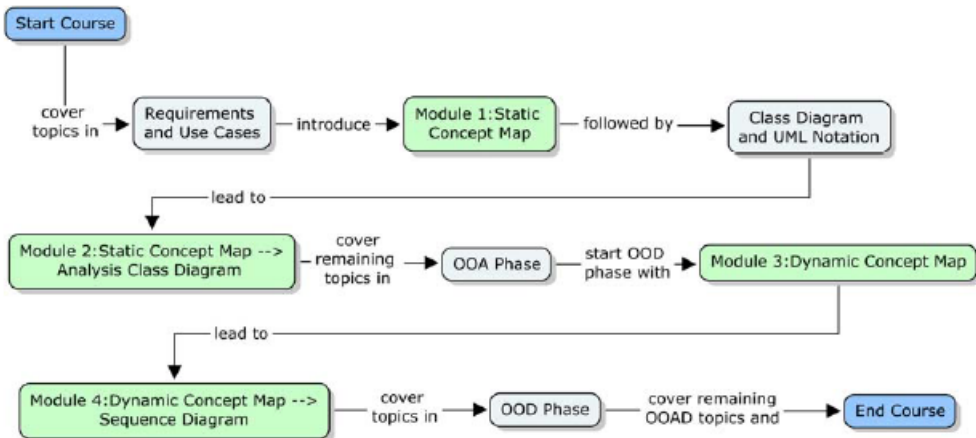 Start Course
cover
topics in
Requirements
and Use Cases
introduce
Module 1:Static
Concept Map
followed by
Class Diagram
and UML Notation
lead to
Module 2:Static Concept Map -->
Analysis Class Diagram
cover
remaining
topics in
OOA Phase
start OOD
phase with
Module 3:Dynamic Concept Map
lead to
Module 4:Dynamic Concept Map -->
Sequence Diagram
cover
topics in
OOD Phase
cover remaining
OOAD topics and
End Course